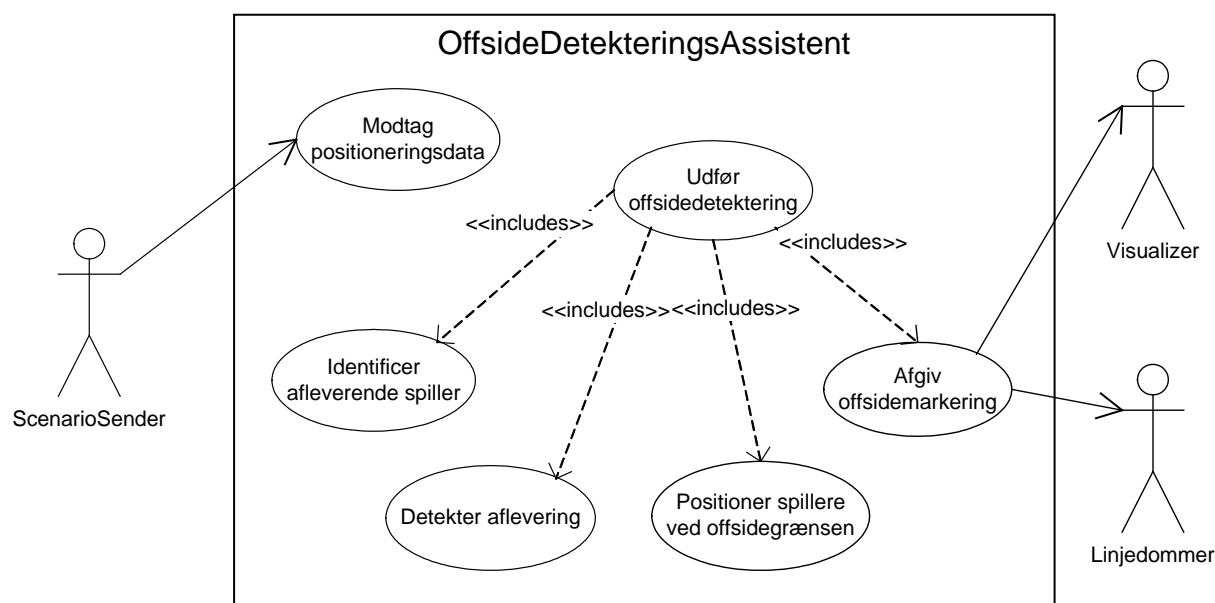 OffsideDetekteringsAssistent
Modtag
positioneringsdata
Udfør
offsidedetektering
<<includes>>
<<includes>>
<<includes>>
<<includes>>
Visualizer
ScenarioSender
Identificer
afleverende spiller
Afgiv
offsidemarkering
Detekter aflevering
Positioner spillere
ved offsidegrænsen
Linjedommer